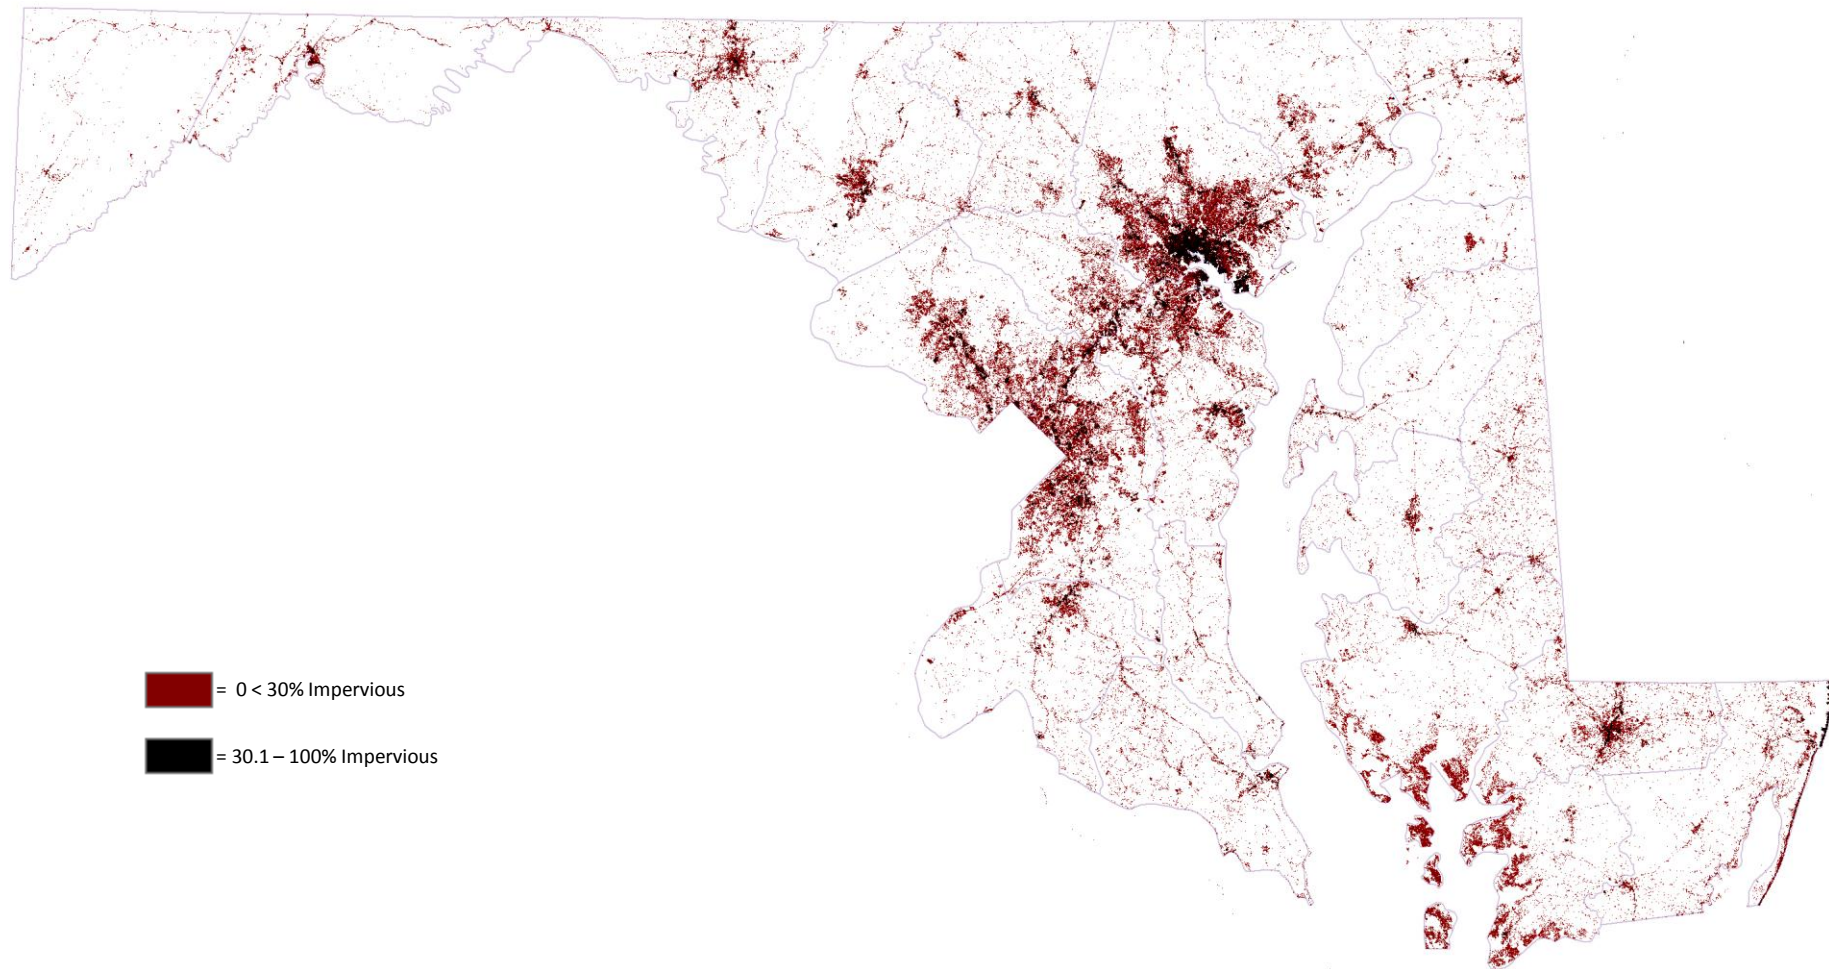 = 0 < 30% Impervious
= 30.1 – 100% Impervious